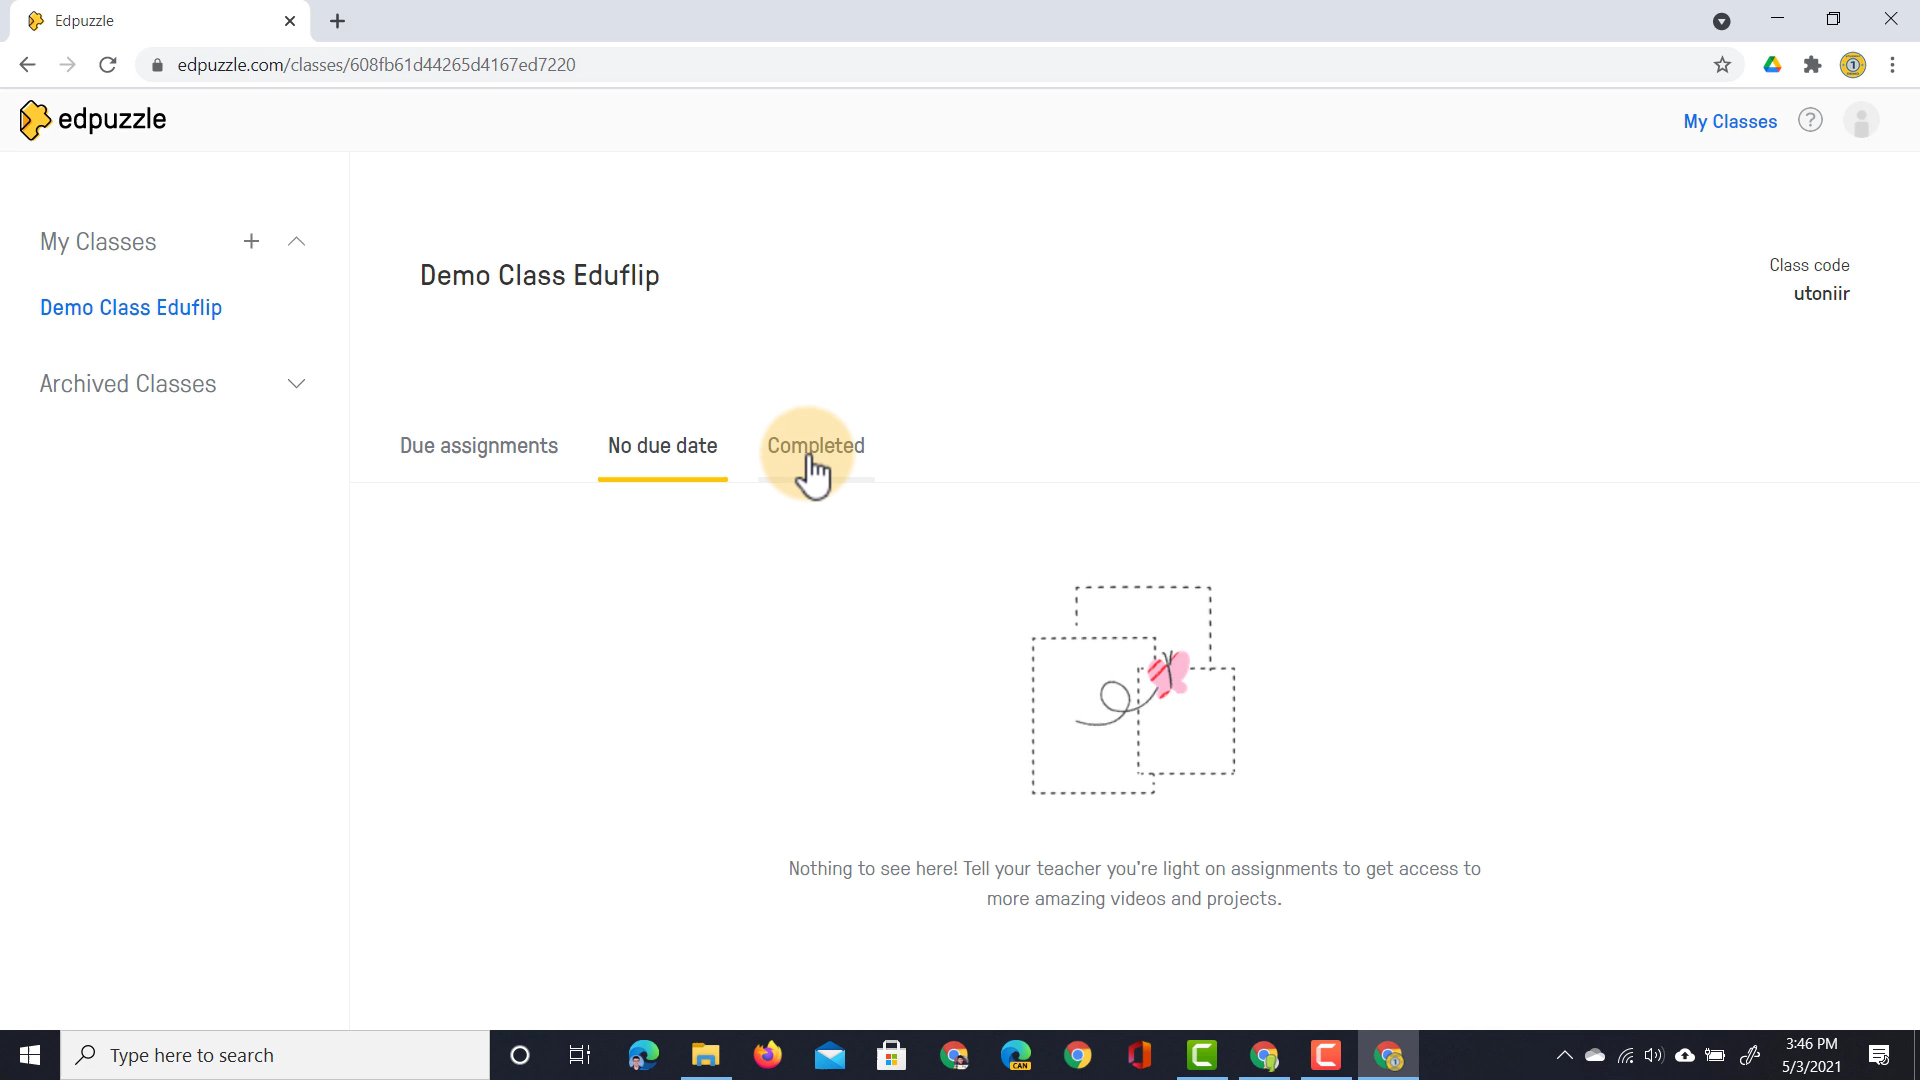 Edpuzzle
edpuzzle.com/classes/608fb61d44265d4167ed7220
edpuzzle
My Classes
?
My Classes
Demo Class Eduflip
Archived Classes
Demo Class Eduflip
Class code
utoniir
Due assignments
No due date
Completed
Nothing to see here! Tell your teacher you're light on assignments to get access to
more amazing videos and projects.
Type here to search
CAN
3:46 PM
5/3/2021